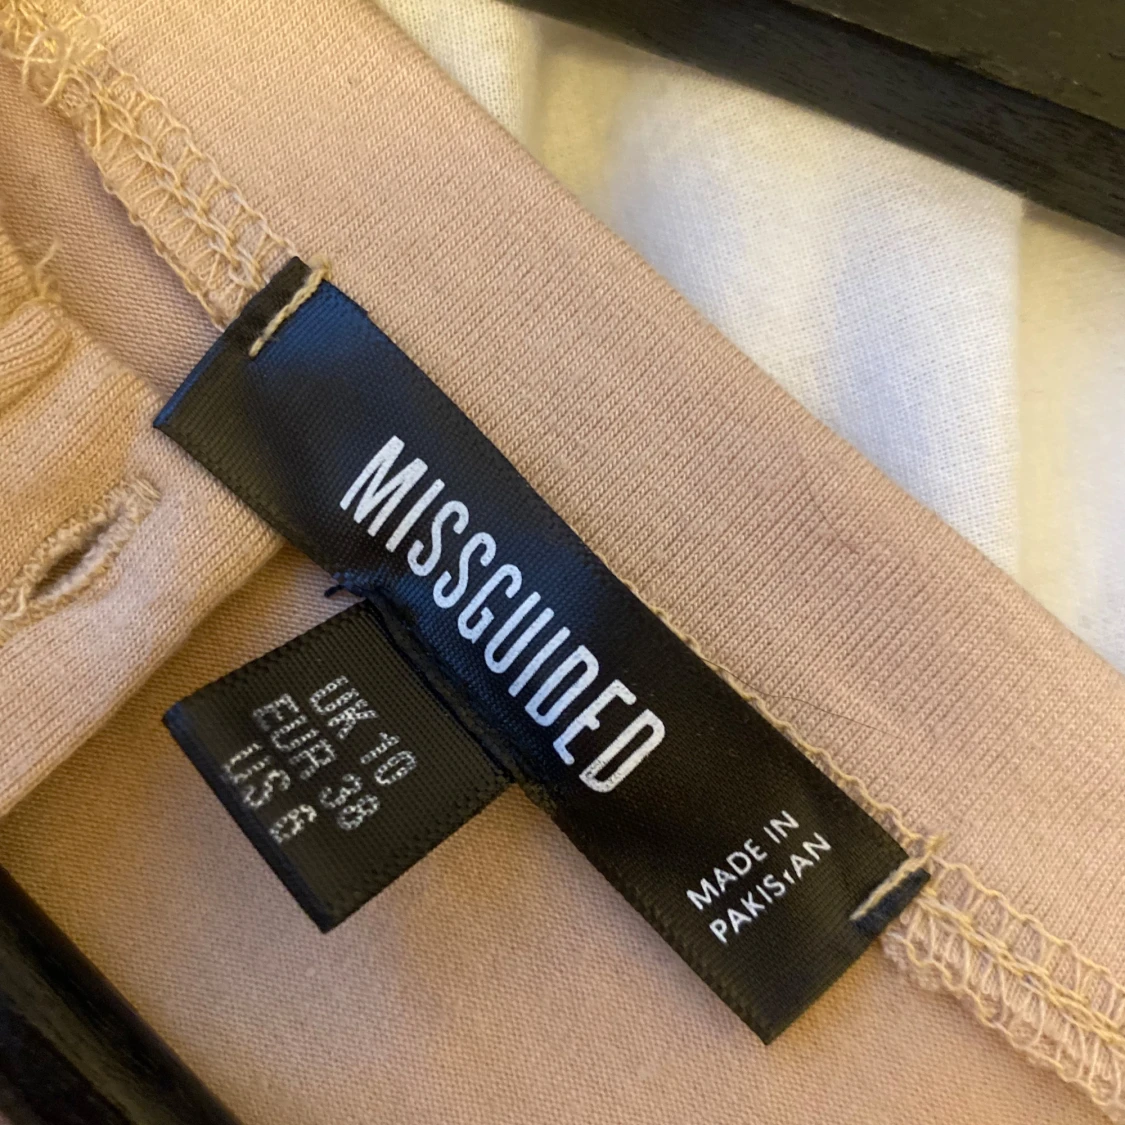 MISSGUIDED
MADE IN
PAKISTAN
UK 10
EUR 38
US 6